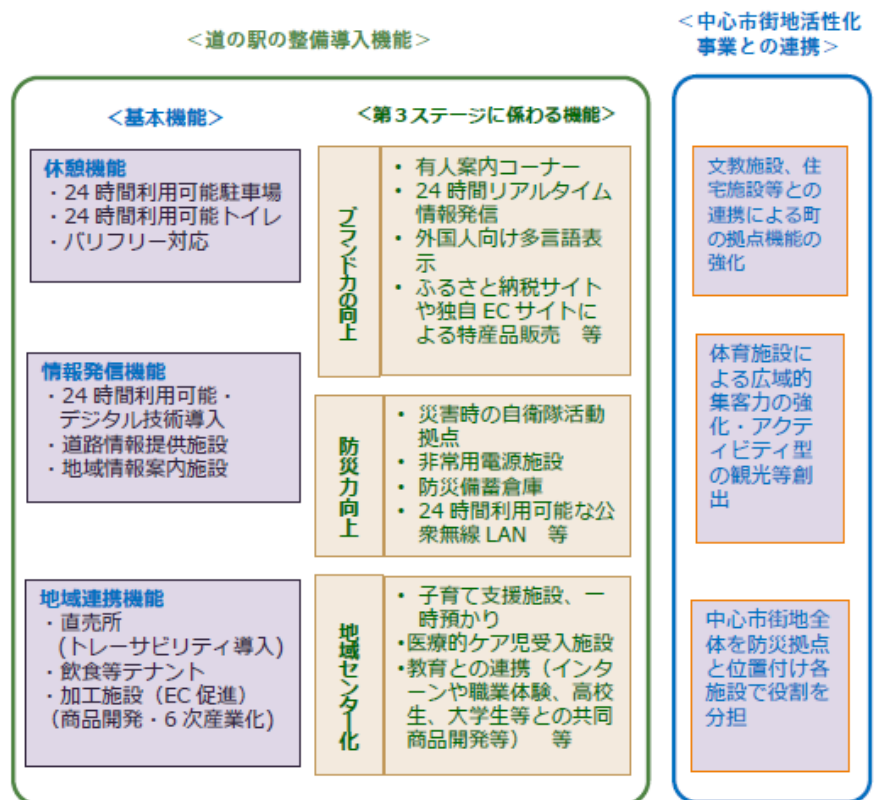 ＜道の駅の整備導入機能＞
＜中心市街地活性化
事業との連携＞
＜基本機能＞
休憩機能
・24 時間利用可能駐車場
・24 時間利用可能トイレ
・バリフリー対応
情報発信機能
・24 時間利用可能・
デジタル技術導入
・道路情報提供施設
・地域情報案内施設
地域連携機能
・直売所
(トレーサビリティ導入)
・飲食等テナント
・加工施設（EC 促進）
（商品開発・6 次産業化）
＜第３ステージに係わる機能＞
ブランド力の向上
• 有人案内コーナー
• 24 時間リアルタイム
情報発信
• 外国人向け多言語表
示
• ふるさと納税サイト
や独自 EC サイトに
よる特産品販売　等
防災力向上
• 災害時の自衛隊活動
拠点
• 非常用電源施設
• 防災備蓄倉庫
• 24 時間利用可能な公
衆無線 LAN　等
地域センター化
• 子育て支援施設、一
時預かり
•医療的ケア児受入施設
•教育との連携（インタ
ーンや職業体験、高校
生、大学生等との共同
商品開発等）　等
文教施設、住
宅施設等との
連携による町
の拠点機能の
強化
体育施設に
よる広域的
集客力の強
化・アクテ
ィビティ型
の観光等創
出
中心市街地全
体を防災拠点
と位置付け各
施設で役割を
分担